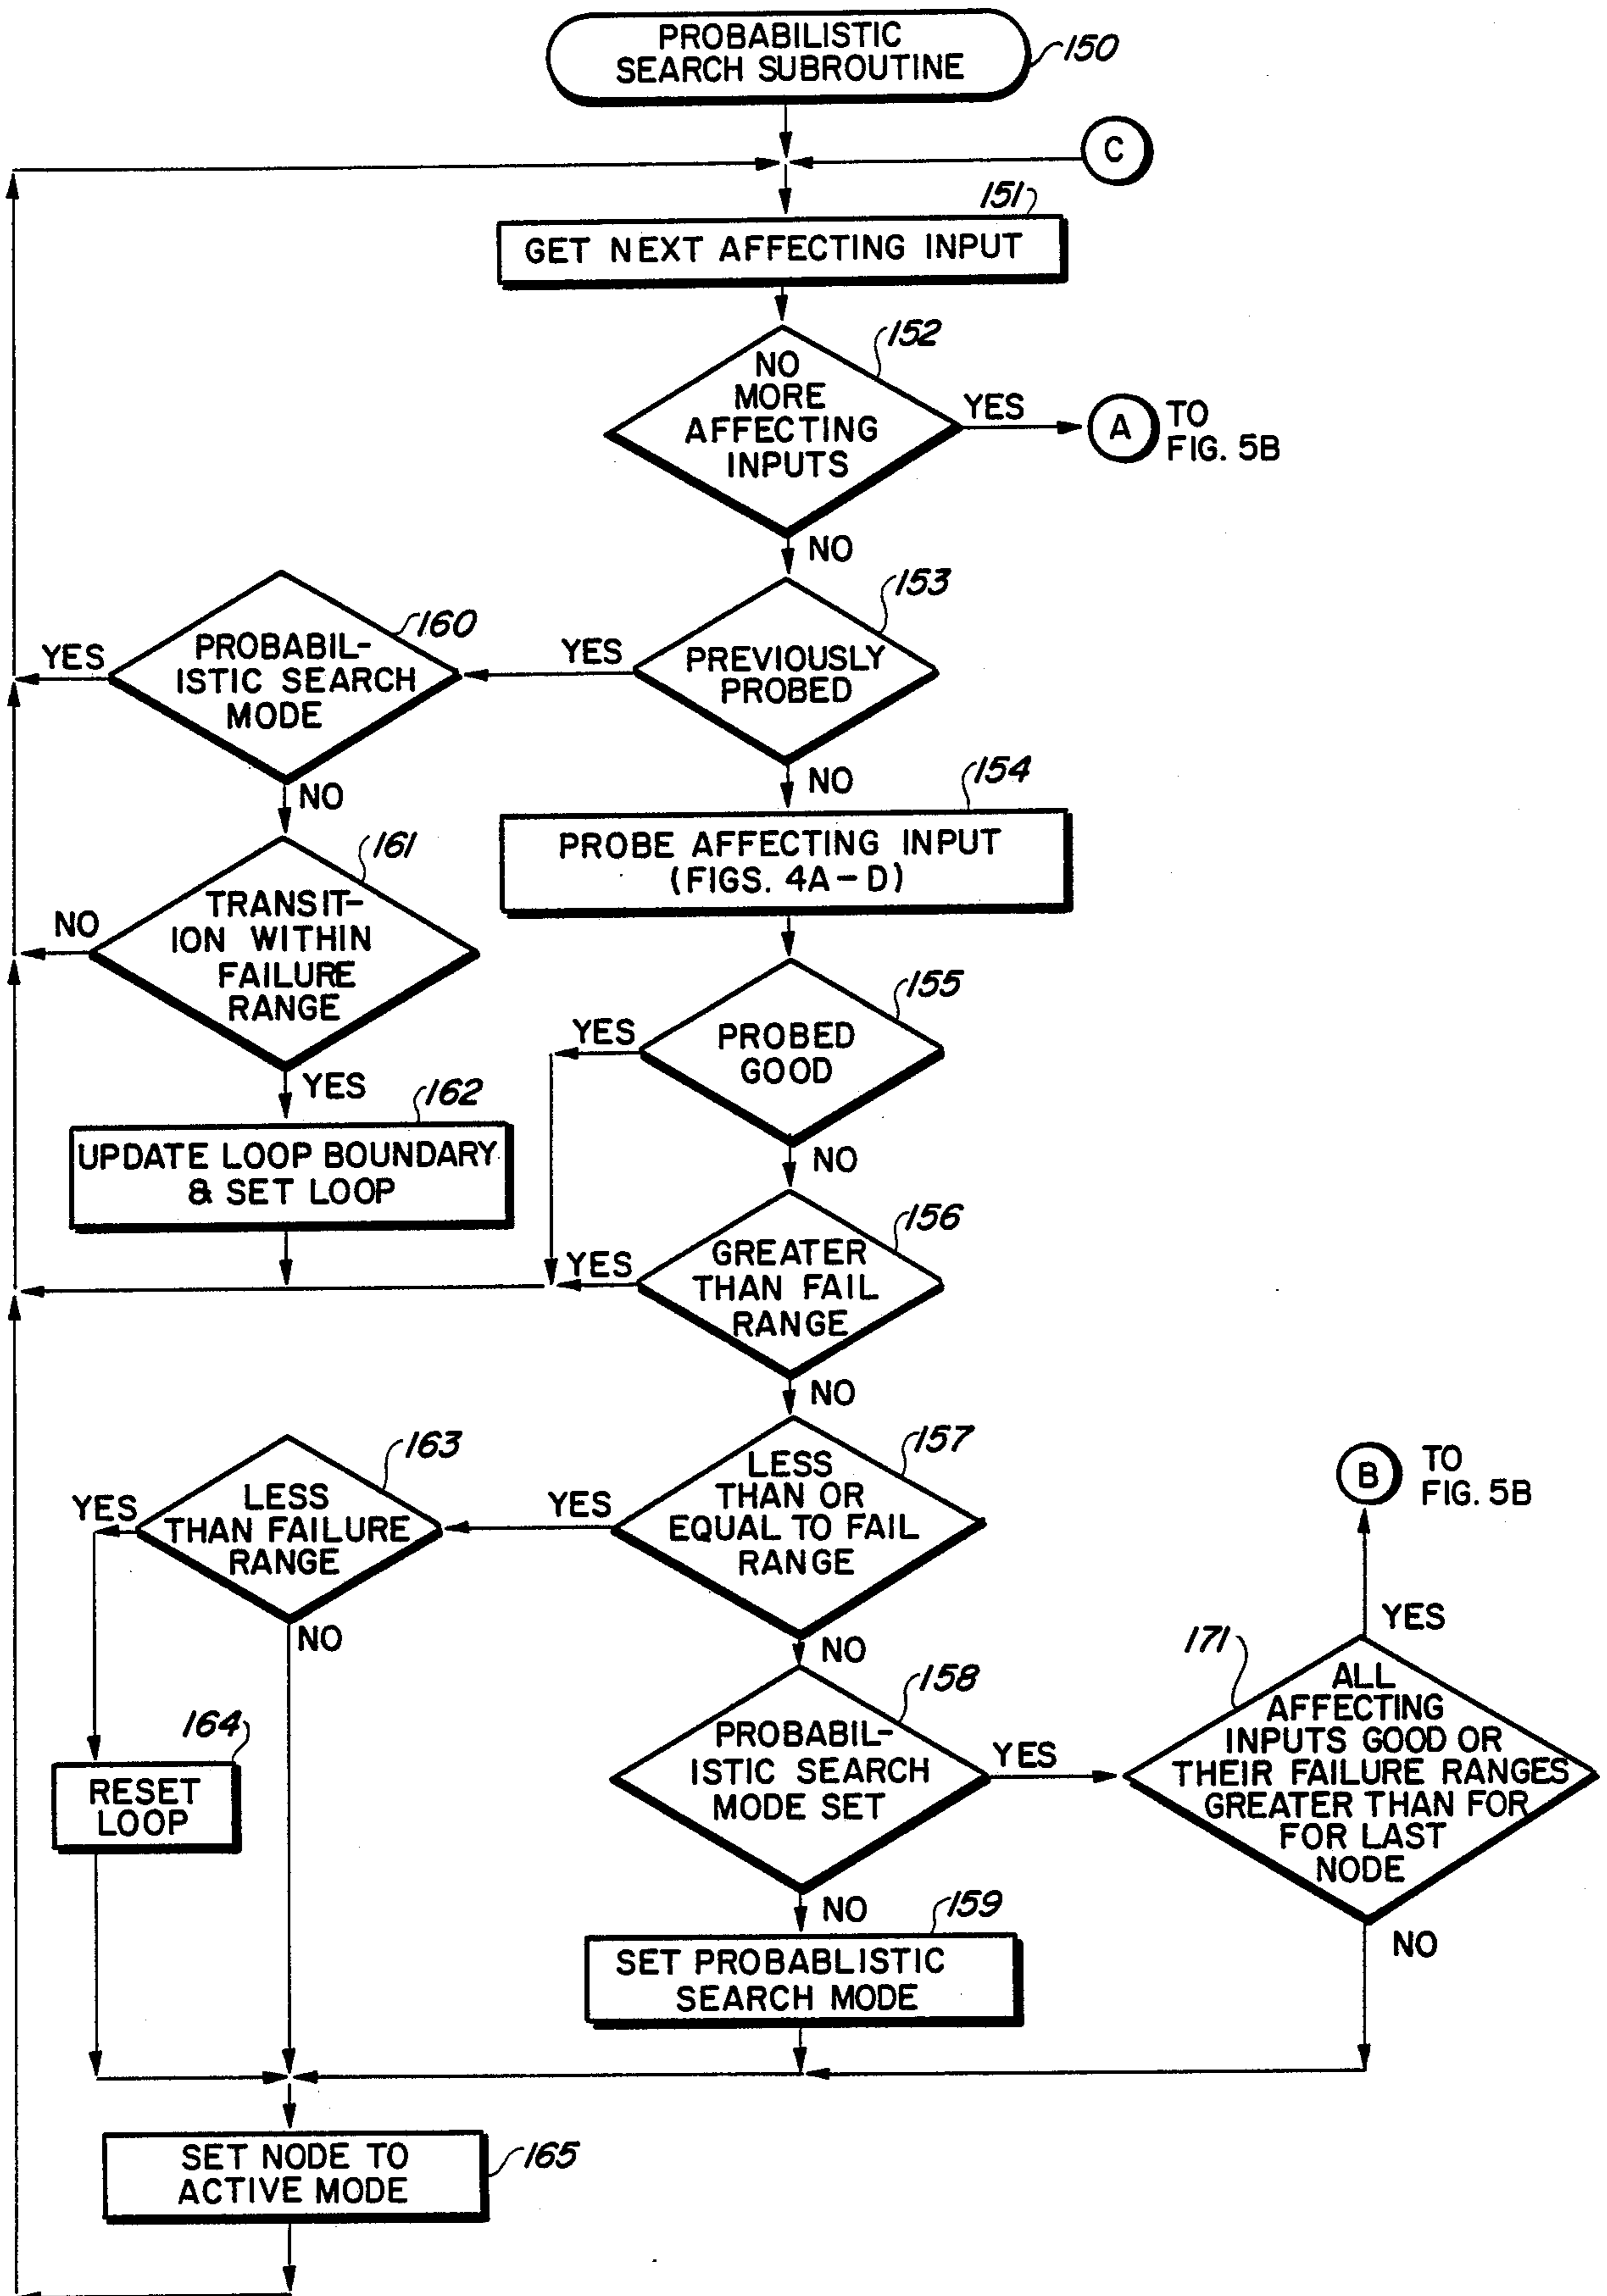 PROBABILISTIC
SEARCH SUBROUTINE
150
C
151
GET NEXT AFFECTING INPUT
152
NO
MORE
AFFECTING
INPUTS
YES
A
TO
FIG. 5B
NO
153
PREVIOUSLY
PROBED
YES
160
PROBABIL-
ISTIC SEARCH
MODE
YES
NO
NO
154
PROBE AFFECTING INPUT
(FIGS. 4A-D)
161
TRANSIT-
ION WITHIN
FAILURE
RANGE
NO
YES
155
PROBED
GOOD
YES
NO
162
UPDATE LOOP BOUNDARY
& SET LOOP
156
GREATER
THAN FAIL
RANGE
YES
NO
157
LESS
THAN OR
EQUAL TO FAIL
RANGE
YES
NO
163
LESS
THAN FAILURE
RANGE
YES
NO
B
TO
FIG. 5B
YES
158
PROBABIL-
ISTIC SEARCH
MODE SET
YES
NO
171
ALL
AFFECTING
INPUTS GOOD OR
THEIR FAILURE RANGES
GREATER THAN FOR
FOR LAST
NODE
NO
164
RESET
LOOP
159
SET PROBABLISTIC
SEARCH MODE
SET NODE TO
ACTIVE MODE
165